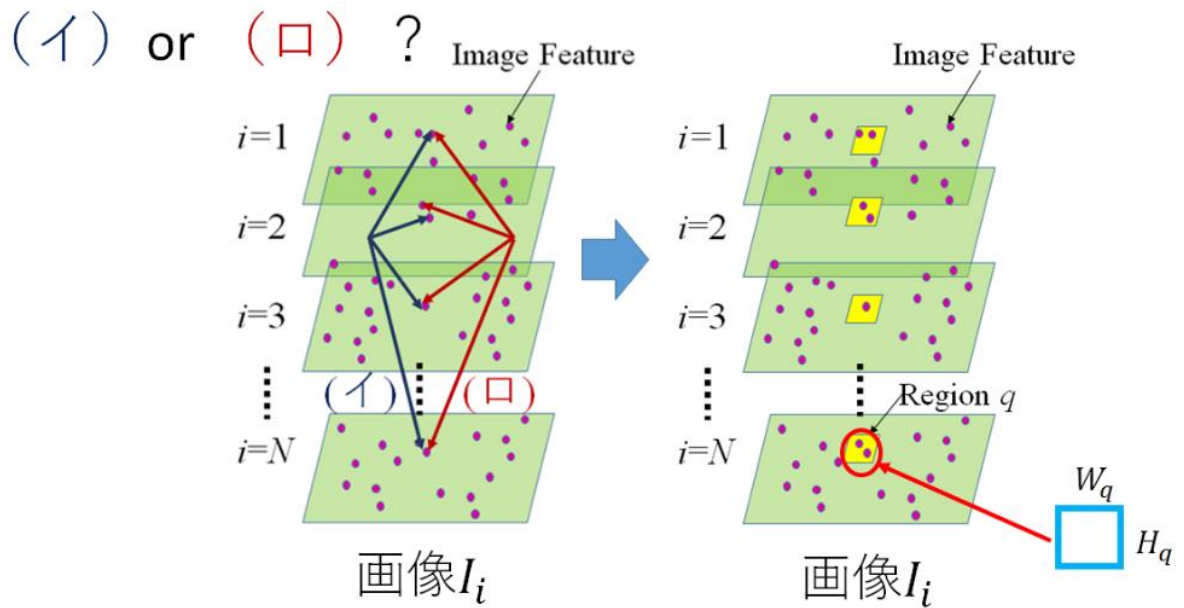 （イ） or （ロ） ?
Image Feature
i=1
i=2
i=3
（イ） （ロ）
i=N
画像I_i
Image Feature
i=1
i=2
i=3
Region q
i=N
W_q
H_q
画像I_i